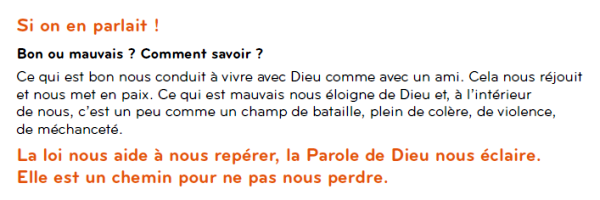 Si on en parlait !
Bon ou mauvais ? Comment savoir ?
Ce qui est bon nous conduit à vivre avec Dieu comme avec un ami. Cela nous réjouit
et nous met en paix. Ce qui est mauvais nous éloigne de Dieu et, à l’intérieur
de nous, c’est un peu comme un champ de bataille, plein de colère, de violence,
de méchanceté.
La loi nous aide à nous repérer, la Parole de Dieu nous éclaire.
Elle est un chemin pour ne pas nous perdre.